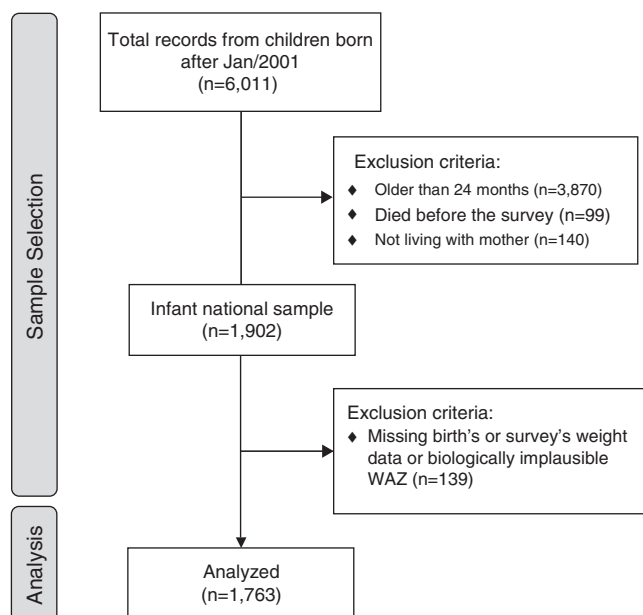 Sample Selection
Total records from children born
after Jan/2001
(n=6,011)
Exclusion criteria:
♦ Older than 24 months (n=3,870)
♦ Died before the survey (n=99)
♦ Not living with mother (n=140)
Infant national sample
(n=1,902)
Exclusion criteria:
♦ Missing birth's or survey's weight
data or biologically implausible
WAZ (n=139)
Analysis
Analyzed
(n=1,763)